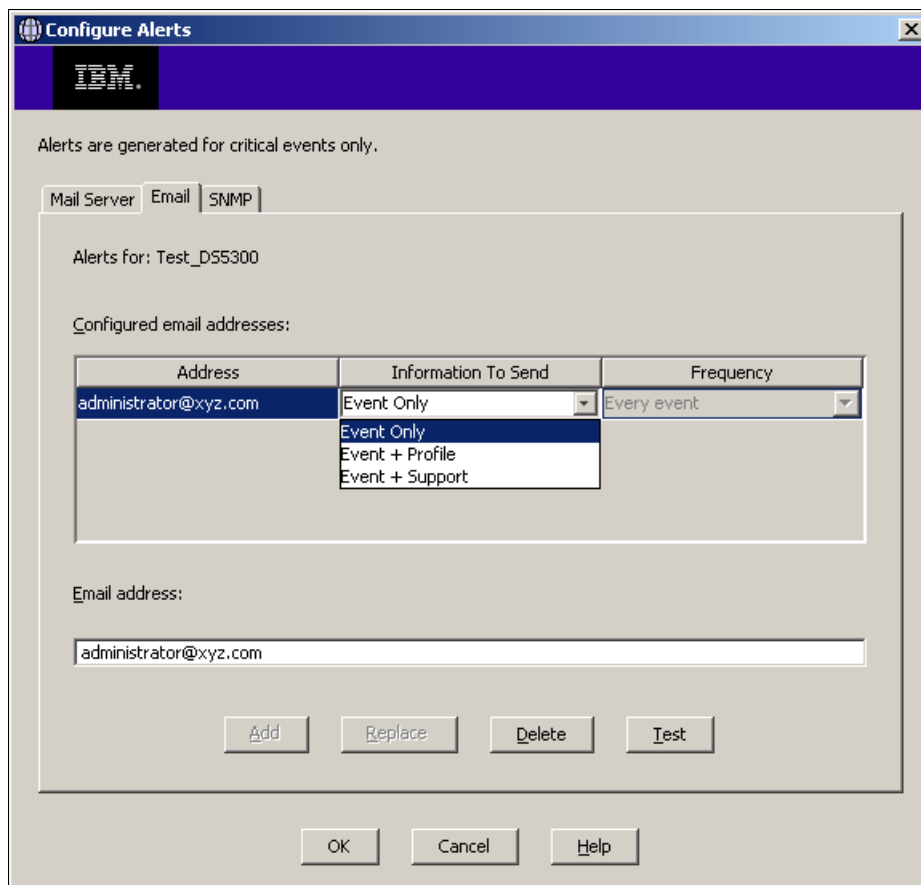 Configure Alerts
IBM.
Alerts are generated for critical events only.
Mail Server Email SNMP
Alerts for: Test_DS5300
Configured email addresses:
Address Information To Send Frequency
administrator@xyz.com Event Only Every event
Event Only
Event + Profile
Event + Support
Email address:
administrator@xyz.com
Add Replace Delete Test
OK Cancel Help